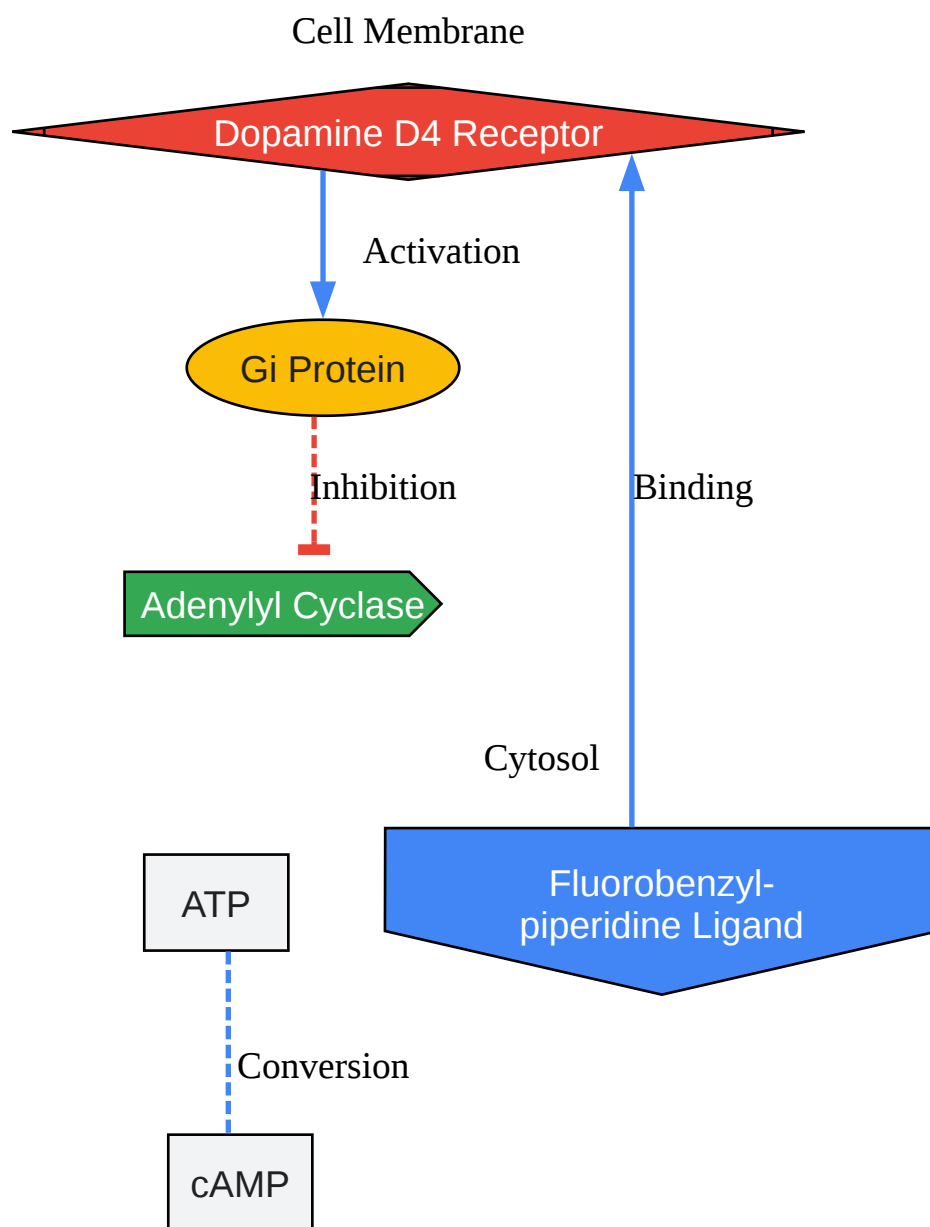 Cell Membrane
Dopamine D4 Receptor
Activation
Gi Protein
Inhibition
Binding
Adenylyl Cyclase
Cytosol
ATP
Fluorobenzyl-
piperidine Ligand
Conversion
cAMP